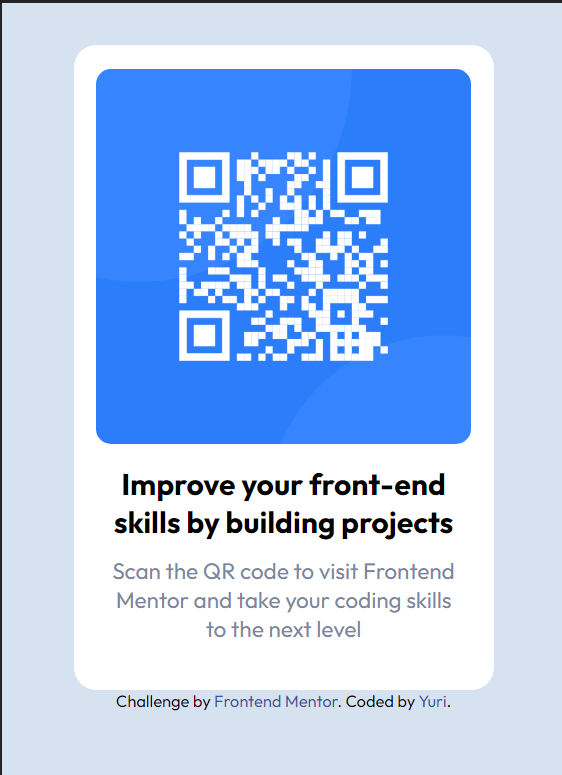 Improve your front-end
skills by building projects
Scan the QR code to visit Frontend
Mentor and take your coding skills
to the next level
Challenge by Frontend Mentor. Coded by Yuri.